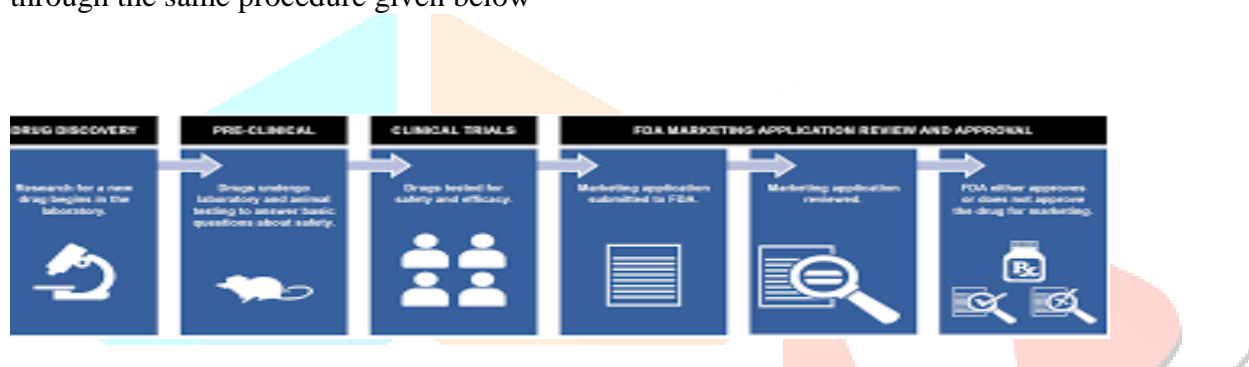 through the same procedure given below
DRUG DISCOVERY
PRE-CLINICAL
CLINICAL TRIALS
FDA MARKETING APPLICATION REVIEW AND APPROVAL
Research for a new
drug begins in the
laboratory.
Drugs undergo
laboratory and animal
testing to answer basic
questions about safety.
Drugs tested for
safety and efficacy.
Marketing application
submitted to FDA.
Marketing application
reviewed.
FDA either approves
or does not approve
the drug for marketing.
Rx